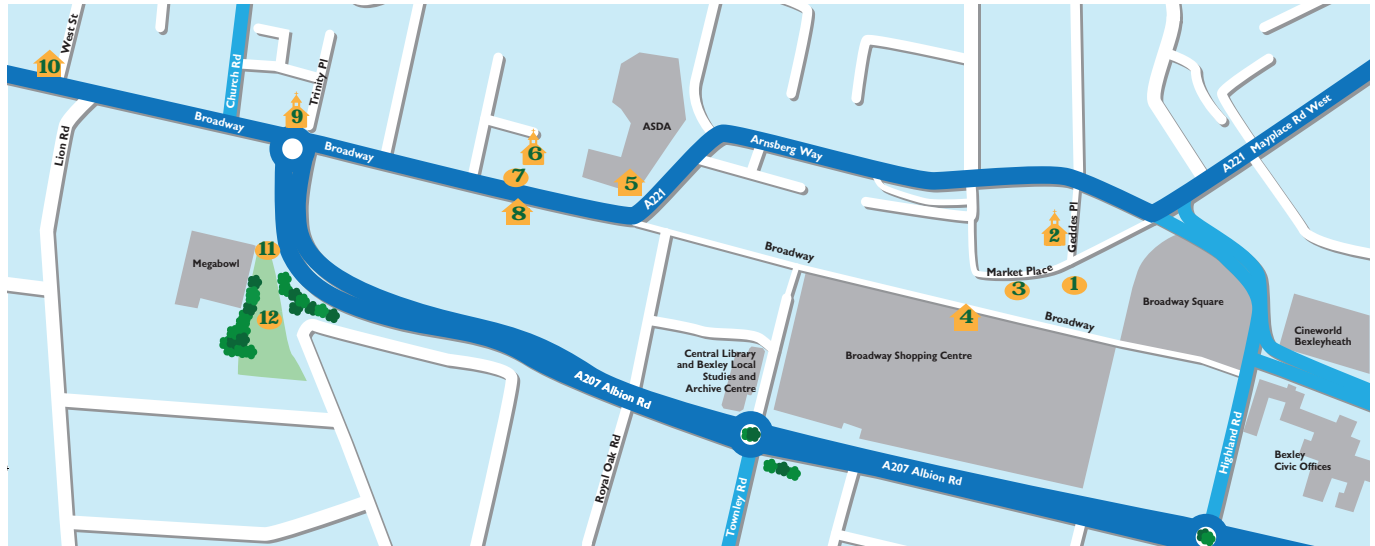 West St
10
Church Rd
Trinity Pl
9
Broadway
Broadway
Lion Rd
6
7
8
ASDA
5
A221
Arnsberg Way
A221 Mayplace Rd West
2
Geddes Pl
Market Place
3
1
Broadway
4
Broadway
Broadway Square
Cineworld
Bexleyheath
Megabowl
11
12
Central Library
and Bexley Local
Studies and
Archive Centre
Broadway Shopping Centre
A207 Albion Rd
Royal Oak Rd
Townley Rd
A207 Albion Rd
Highland Rd
Bexley
Civic Offices